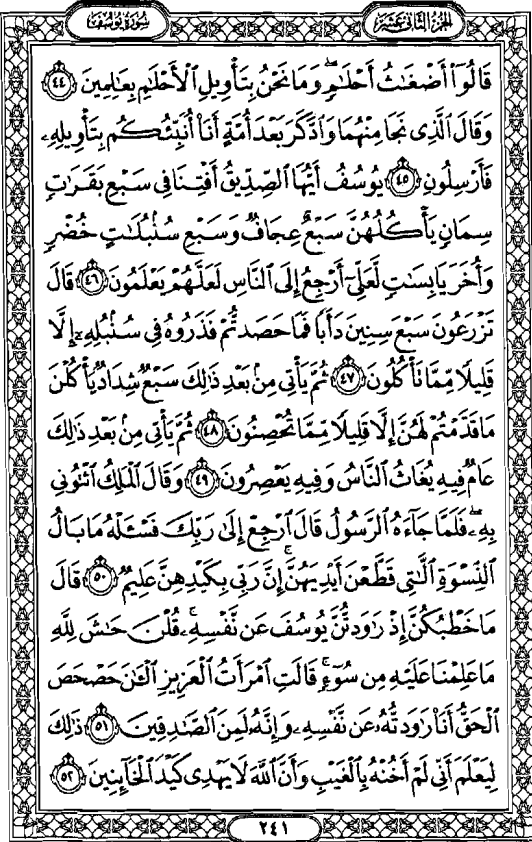 سورة يوسف
الجزء الثاني عشر
قَالُوٓا۟ أَضْغَٰثُ أَحْلَٰمٍۢ ۖ وَمَا نَحْنُ بِتَأْوِيلِ ٱلْأَحْلَٰمِ بِعَٰلِمِينَ ٤٤
وَقَالَ ٱلَّذِى نَجَا مِنْهُمَا وَٱدَّكَرَ بَعْدَ أُمَّةٍ أَنَا۠ أُنَبِّئُكُم بِتَأْوِيلِهِۦ
فَأَرْسِلُونِ ٤٥ يُوسُفُ أَيُّهَا ٱلصِّدِّيقُ أَفْتِنَا فِى سَبْعِ بَقَرَٰتٍۢ
سِمَانٍۢ يَأْكُلُهُنَّ سَبْعٌ عِجَافٌۭ وَسَبْعِ سُنۢبُلَٰتٍ خُضْرٍۢ
وَأُخَرَ يَابِسَٰتٍۢ لَّعَلِّىٓ أَرْجِعُ إِلَى ٱلنَّاسِ لَعَلَّهُمْ يَعْلَمُونَ ٤٦ قَالَ
تَزْرَعُونَ سَبْعَ سِنِينَ دَأَبًۭا فَمَا حَصَدتُّمْ فَذَرُوهُ فِى سُنۢبُلِهِۦٓ إِلَّا
قَلِيلًۭا مِّمَّا تَأْكُلُونَ ٤٧ ثُمَّ يَأْتِى مِنۢ بَعْدِ ذَٰلِكَ سَبْعٌۭ شِدَادٌۭ يَأْكُلْنَ
مَا قَدَّمْتُمْ لَهُنَّ إِلَّا قَلِيلًۭا مِّمَّا تُحْصِنُونَ ٤٨ ثُمَّ يَأْتِى مِنۢ بَعْدِ ذَٰلِكَ
عَامٌۭ فِيهِ يُغَاثُ ٱلنَّاسُ وَفِيهِ يَعْصِرُونَ ٤٩ وَقَالَ ٱلْمَلِكُ ٱئْتُونِى
بِهِۦ ۖ فَلَمَّا جَآءَهُ ٱلرَّسُولُ قَالَ ٱرْجِعْ إِلَىٰ رَبِّكَ فَسْـَٔلْهُ مَا بَالُ
ٱلنِّسْوَةِ ٱلَّٰتِى قَطَّعْنَ أَيْدِيَهُنَّ ۚ إِنَّ رَبِّى بِكَيْدِهِنَّ عَلِيمٌۭ ٥٠ قَالَ
مَا خَطْبُكُنَّ إِذْ رَٰوَدتُّنَّ يُوسُفَ عَن نَّفْسِهِۦ ۚ قُلْنَ حَٰشَ لِلَّهِ
مَا عَلِمْنَا عَلَيْهِ مِن سُوٓءٍۢ ۚ قَالَتِ ٱمْرَأَتُ ٱلْعَزِيزِ ٱلْـَٰٔنَ حَصْحَصَ
ٱلْحَقُّ أَنَا۠ رَٰوَدتُّهُۥ عَن نَّفْسِهِۦ وَإِنَّهُۥ لَمِنَ ٱلصَّٰدِقِينَ ٥١ ذَٰلِكَ
لِيَعْلَمَ أَنِّى لَمْ أَخُنْهُ بِٱلْغَيْبِ وَأَنَّ ٱللَّهَ لَا يَهْدِى كَيْدَ ٱلْخَآئِنِينَ ٥٢
٢٤١